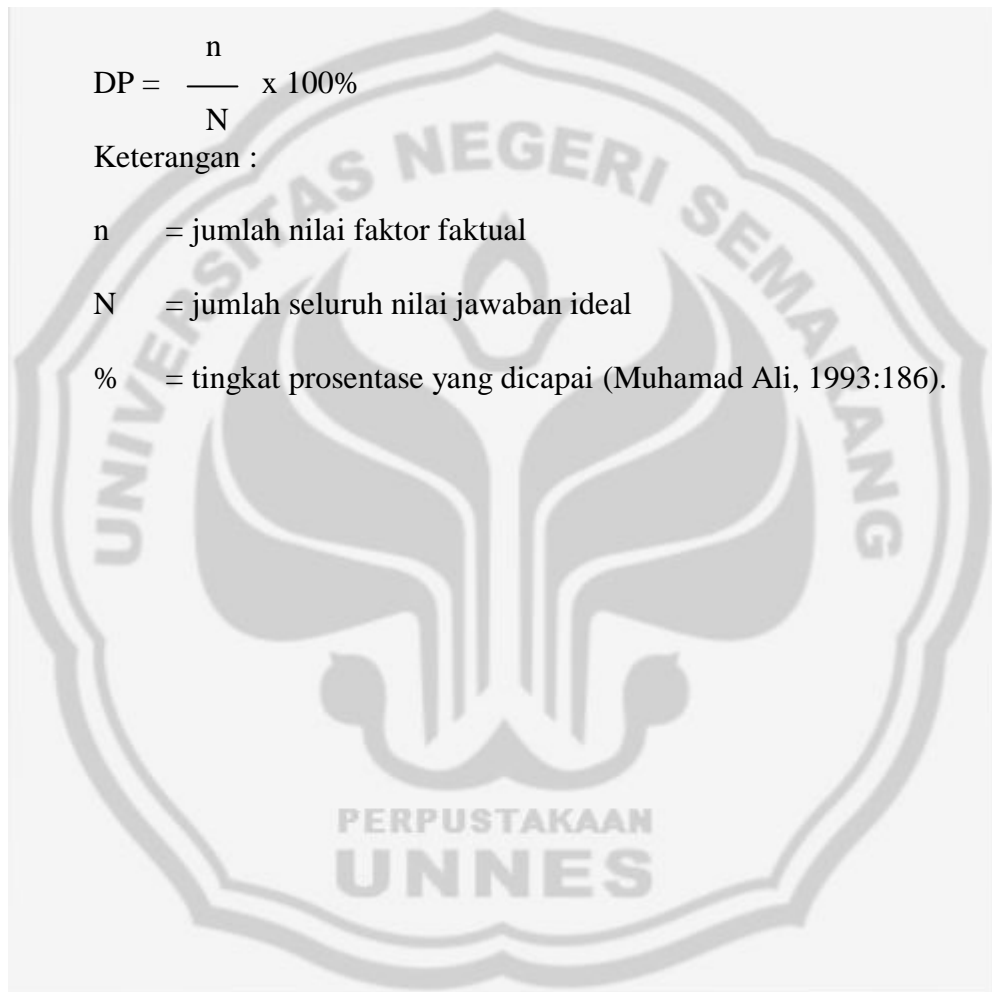 n
DP = x 100%
N
Keterangan :
n = jumlah nilai faktor faktual
N = jumlah seluruh nilai jawaban ideal
% = tingkat prosentase yang dicapai (Muhamad Ali, 1993:186).
UNIVERSITAS NEGERI SEMARANG
PERPUSTAKAAN
UNNES